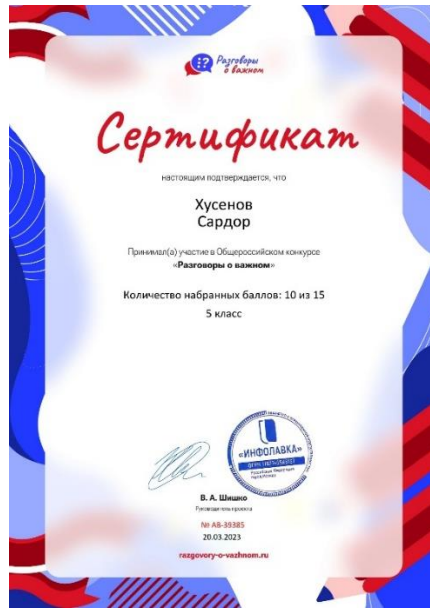 Разговоры
о важном
Сертификат
настоящим подтверждается, что
Хусенов
Сардор
Принимал(а) участие в Общероссийском конкурсе
«Разговоры о важном»
Количество набранных баллов: 10 из 15
5 класс
«ИНФОЛАВКА»
В. А. Шишко
Руководитель проекта
№ АВ-39385
20.03.2023
razgovory-o-vazhnom.ru